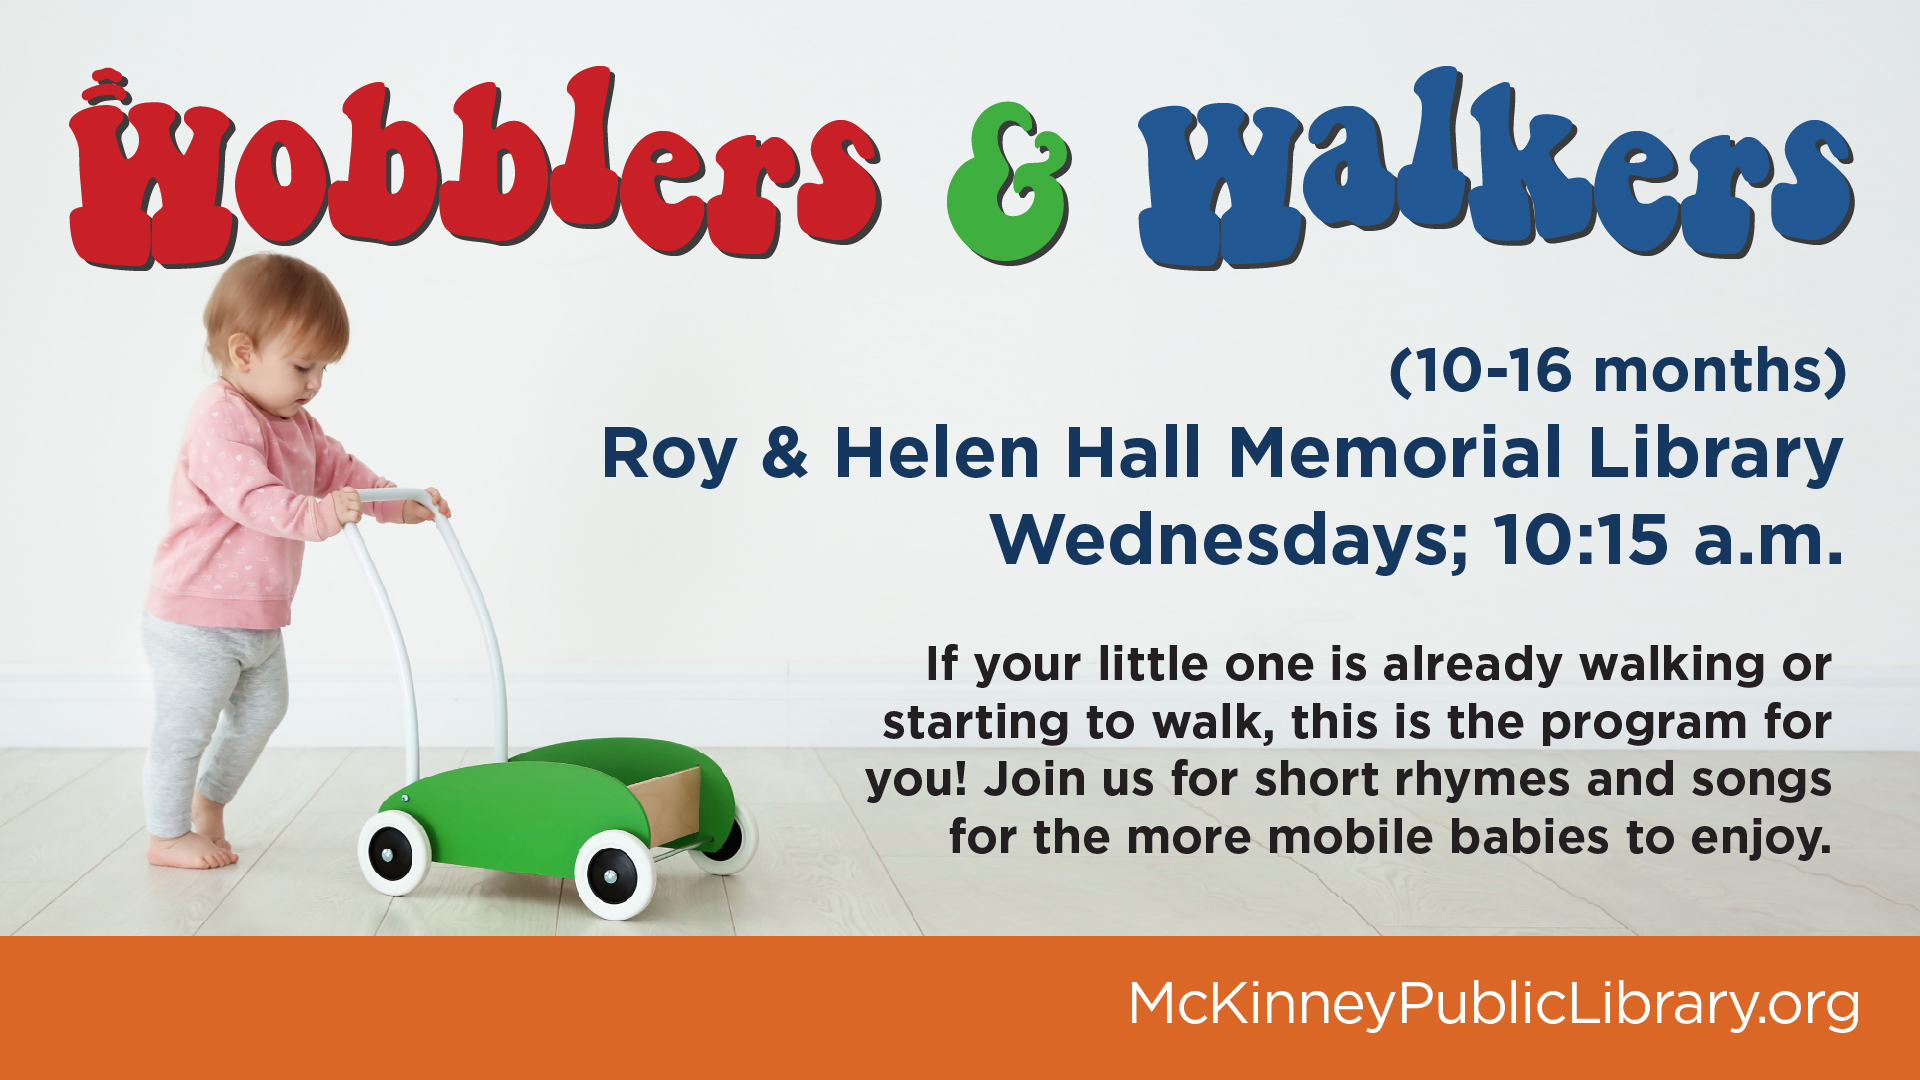 Wobblers & Walkers
(10-16 months)
Roy & Helen Hall Memorial Library
Wednesdays; 10:15 a.m.
If your little one is already walking or
starting to walk, this is the program for
you! Join us for short rhymes and songs
for the more mobile babies to enjoy.
McKinneyPublicLibrary.org